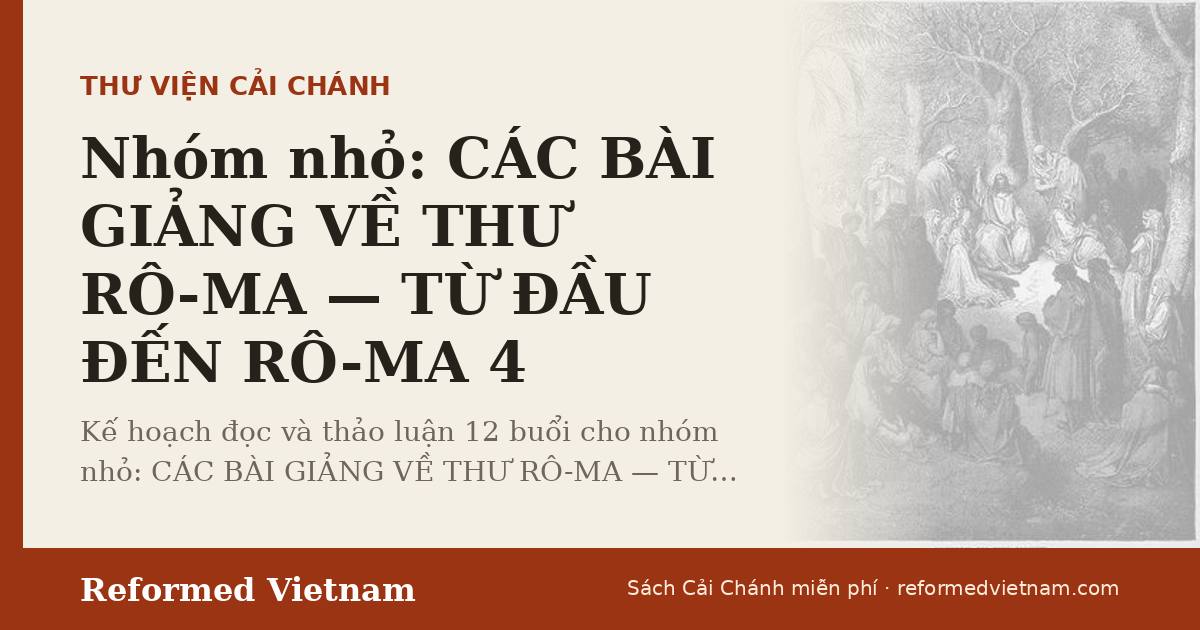 THƯ VIỆN CẢI CHÁNH
Nhóm nhỏ: CÁC BÀI
GIẢNG VỀ THƯ
RÔ-MA — TỪ ĐẦU
ĐẾN RÔ-MA 4
Kế hoạch đọc và thảo luận 12 buổi cho nhóm
nhỏ: CÁC BÀI GIẢNG VỀ THƯ RÔ-MA — TỪ...
Reformed Vietnam
Sách Cải Chánh miễn phí · reformedvietnam.com